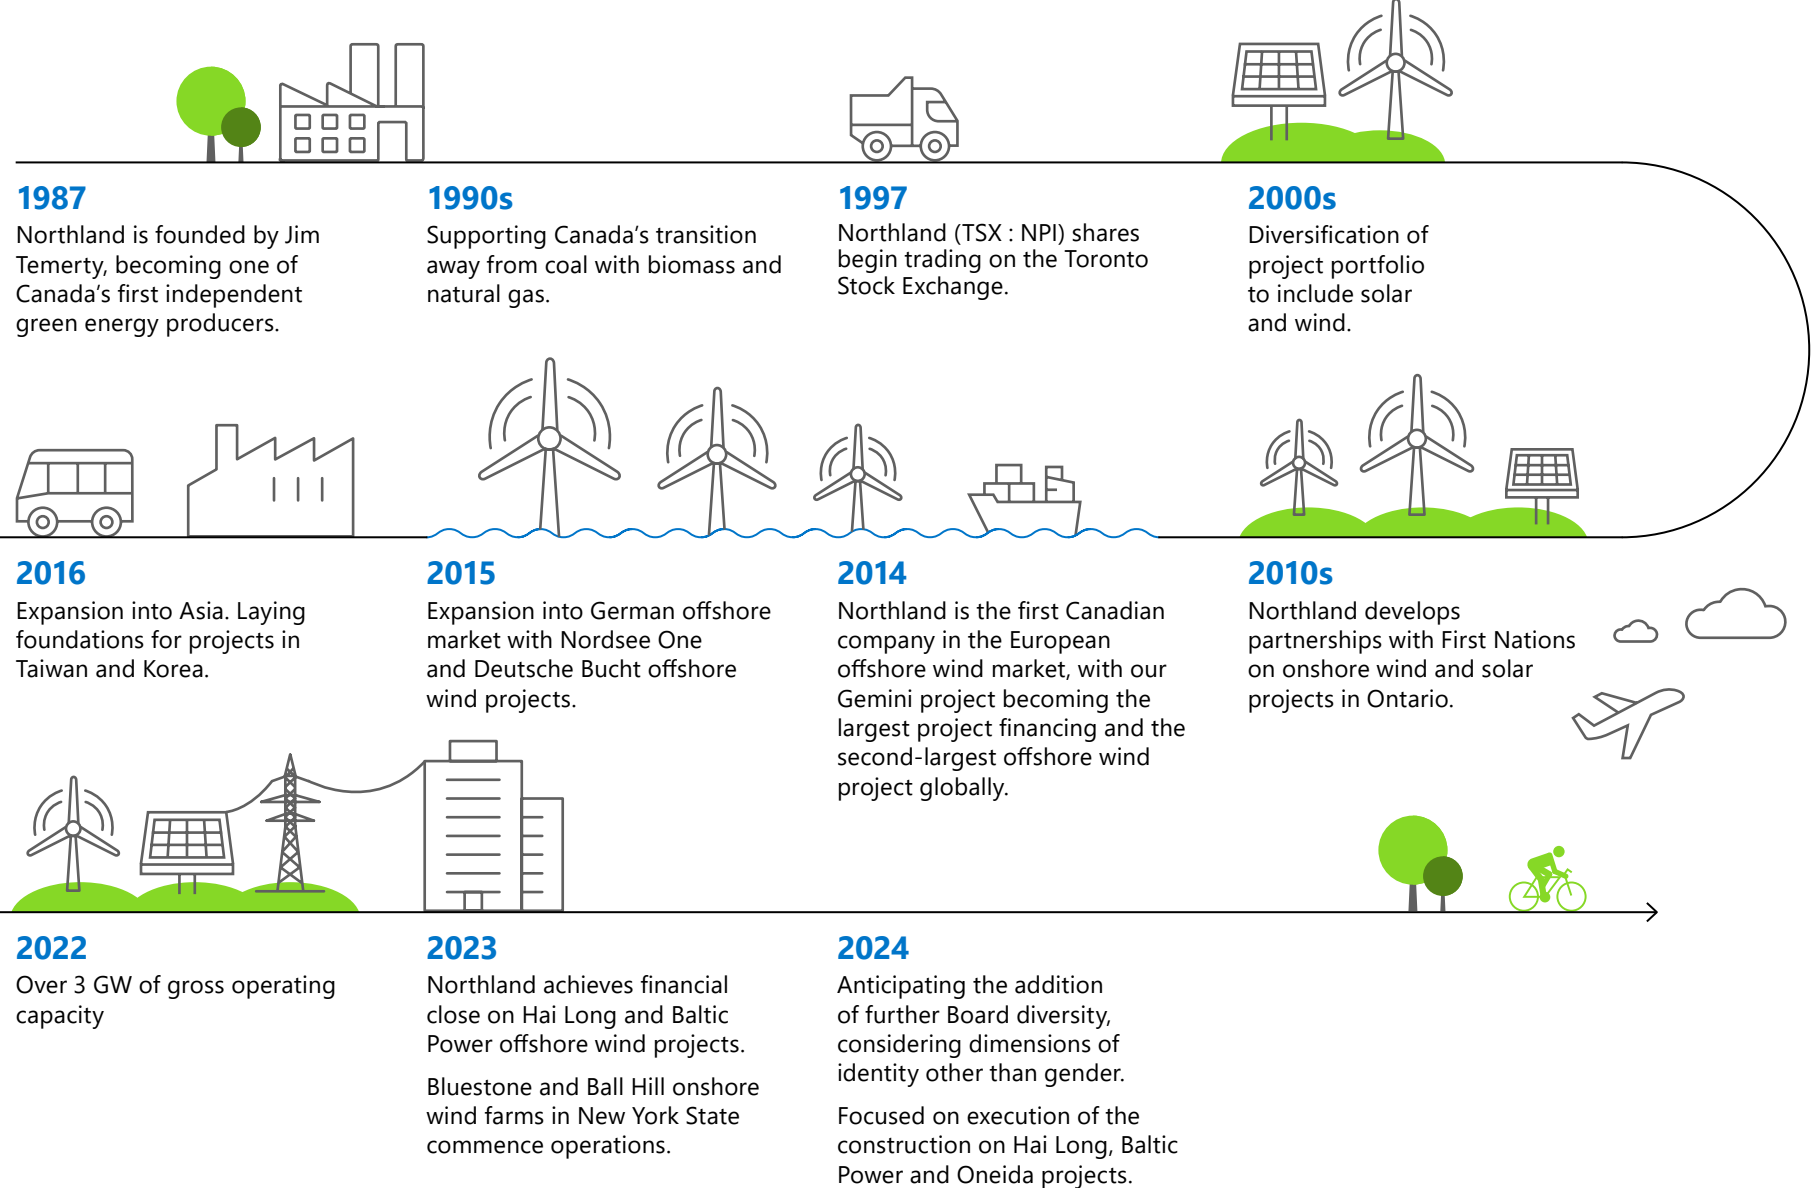 1987
Northland is founded by Jim
Temerty, becoming one of
Canada's first independent
green energy producers.
1990s
Supporting Canada's transition
away from coal with biomass and
natural gas.
1997
Northland (TSX : NPI) shares
begin trading on the Toronto
Stock Exchange.
2000s
Diversification of
project portfolio
to include solar
and wind.
2010s
Northland develops
partnerships with First Nations
on onshore wind and solar
projects in Ontario.
2014
Northland is the first Canadian
company in the European
offshore wind market, with our
Gemini project becoming the
largest project financing and the
second-largest offshore wind
project globally.
2015
Expansion into German offshore
market with Nordsee One
and Deutsche Bucht offshore
wind projects.
2016
Expansion into Asia. Laying
foundations for projects in
Taiwan and Korea.
2022
Over 3 GW of gross operating
capacity
2023
Northland achieves financial
close on Hai Long and Baltic
Power offshore wind projects.
Bluestone and Ball Hill onshore
wind farms in New York State
commence operations.
2024
Anticipating the addition
of further Board diversity,
considering dimensions of
identity other than gender.
Focused on execution of the
construction on Hai Long, Baltic
Power and Oneida projects.